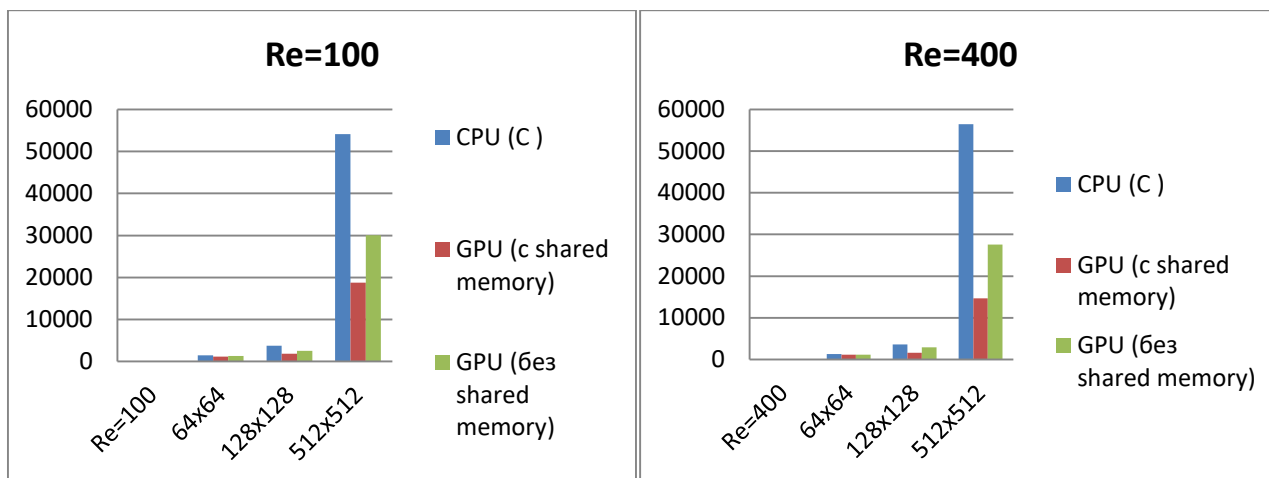 Re=100
60000
50000
40000
30000
20000
10000
0
Re=100
64x64
128x128
512x512
CPU (C )
GPU (c shared
memory)
GPU (без
shared
memory)
Re=400
60000
50000
40000
30000
20000
10000
0
Re=400
64x64
128x128
512x512
CPU (C )
GPU (c shared
memory)
GPU (без
shared memory)